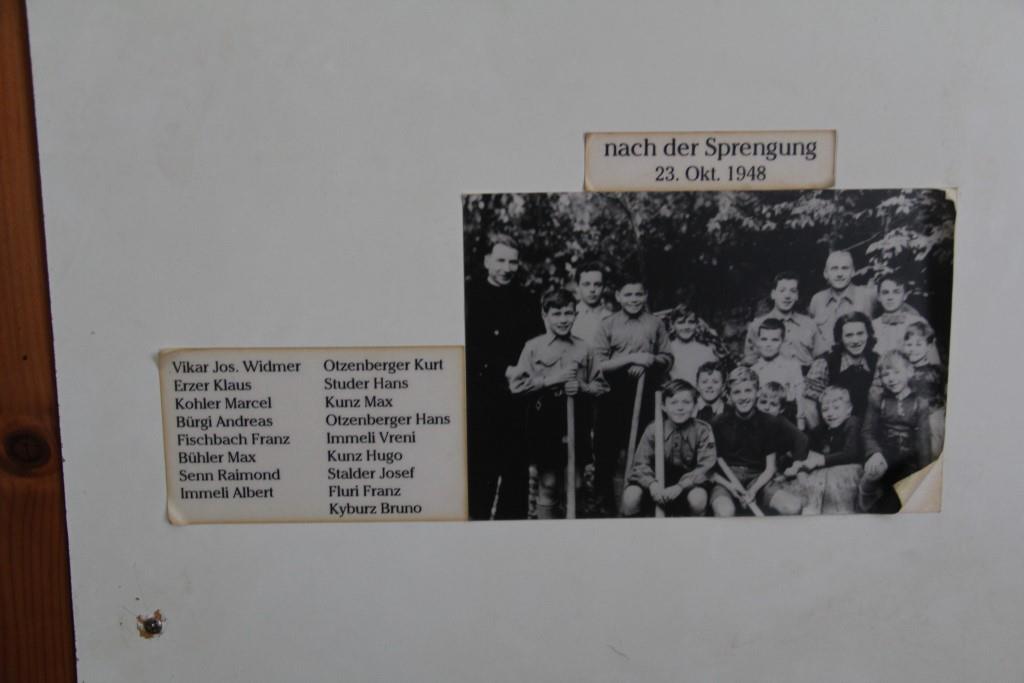 nach der Sprengung
23. Okt. 1948
Vikar Jos. Widmer
Erzer Klaus
Kohler Marcel
Bürgi Andreas
Fischbach Franz
Bühler Max
Senn Raimond
Immeli Albert
Otzenberger Kurt
Studer Hans
Kunz Max
Otzenberger Hans
Immeli Vreni
Kunz Hugo
Stalder Josef
Fluri Franz
Kyburz Bruno